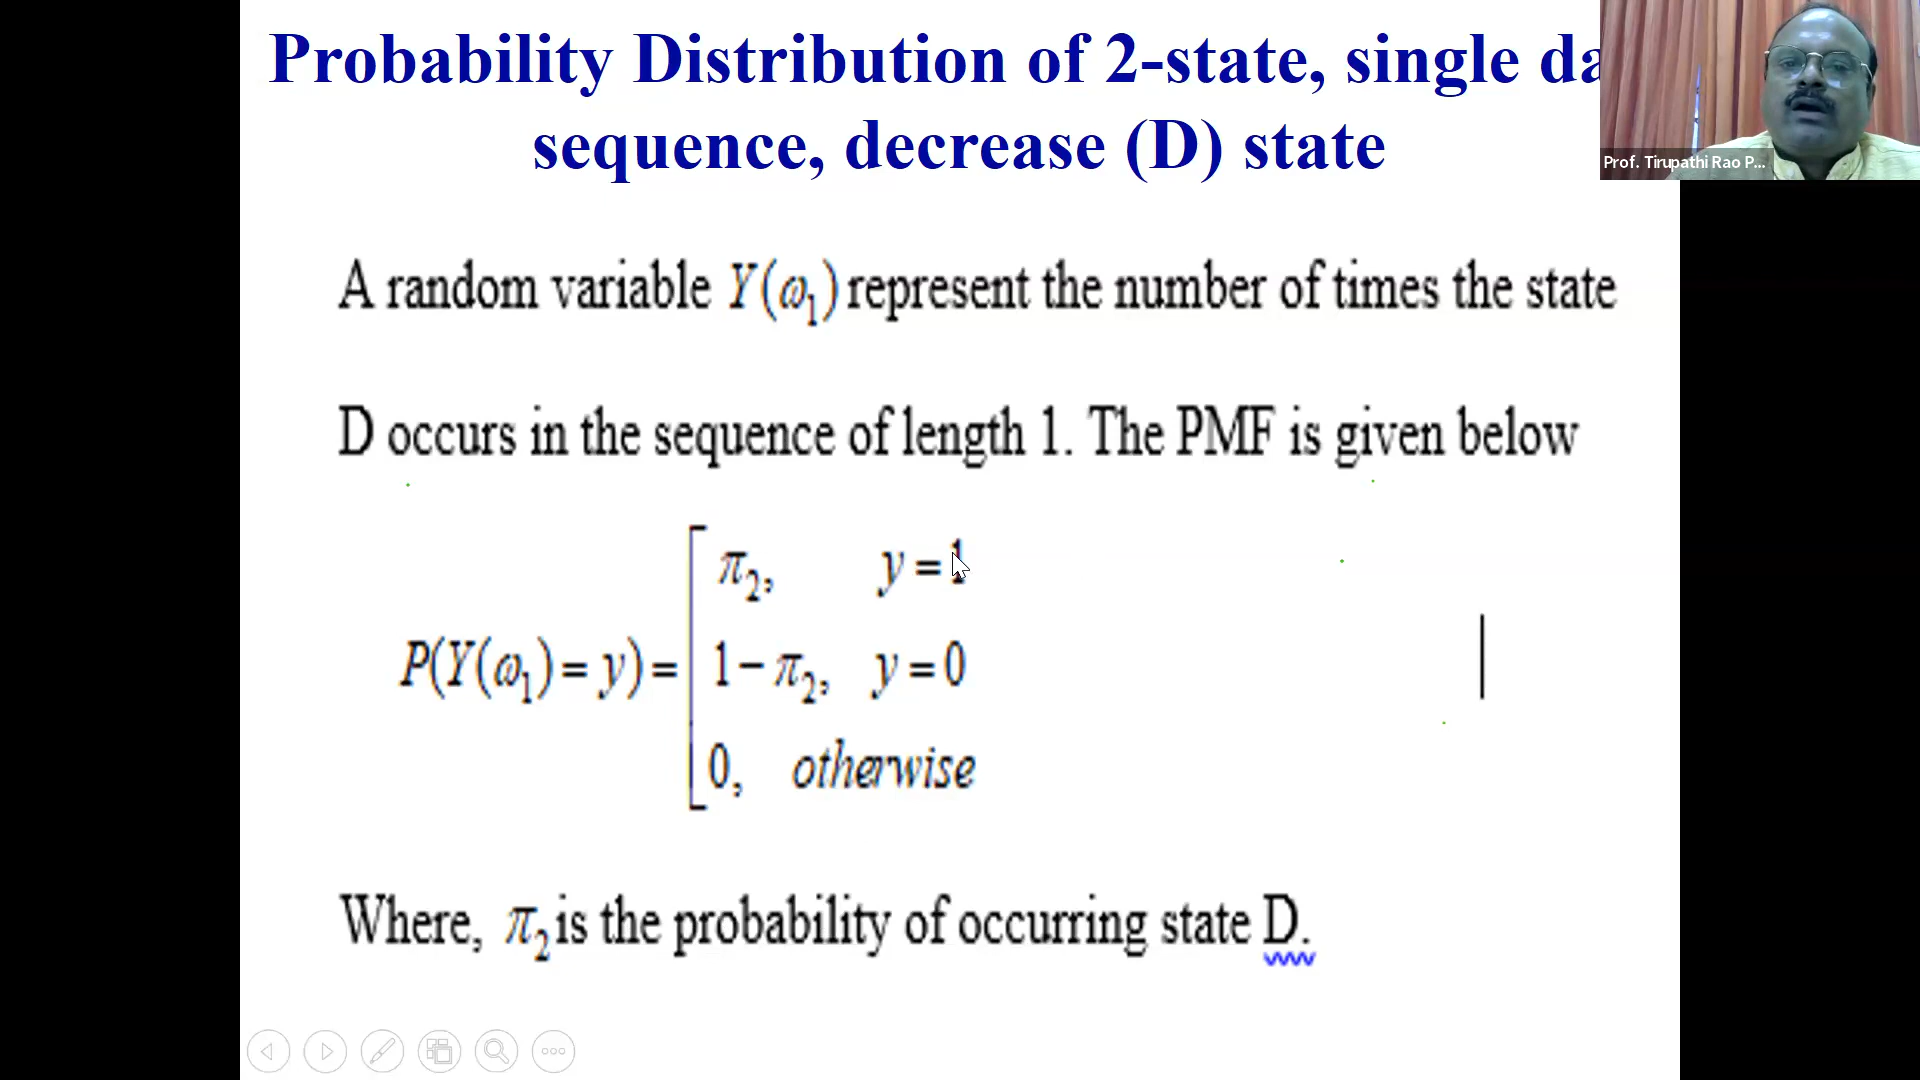 Probability Distribution of 2-state, single da
sequence, decrease (D) state
Prof. Tirupathi Rao P...
A random variable Y(ω₁) represent the number of times the state
D occurs in the sequence of length 1. The PMF is given below
π₂, y = 1
P(Y(ω₁) = y) = 1 − π₂, y = 0
0, otherwise
Where, π₂ is the probability of occurring state D.